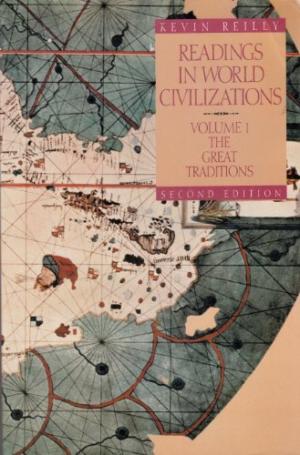 KEVIN REILLY
READINGS
IN WORLD
CIVILIZATIONS
VOLUME 1
THE
GREAT
TRADITIONS
SECOND EDITION